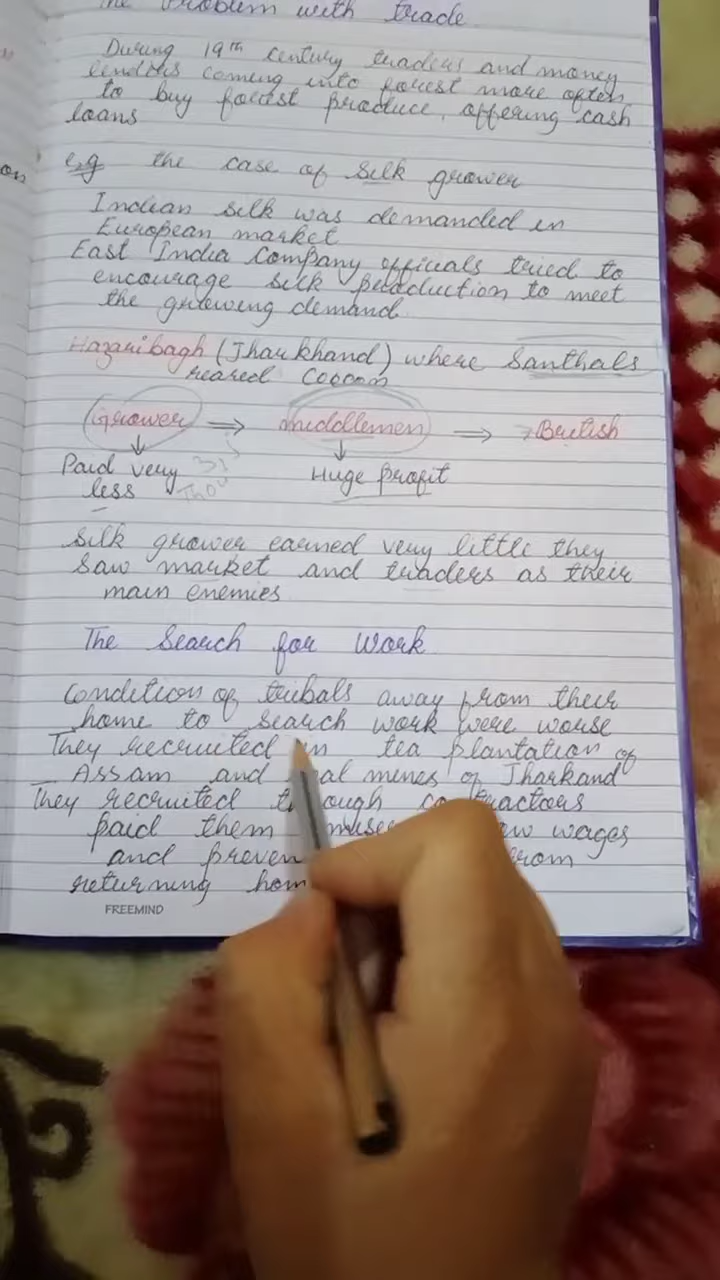 The Problem with trade
During 19th century traders and money
lenders coming into forest more often
to buy forest produce, offering cash
loans
on
e.g the case of silk grower
Indian silk was demanded in
European market
East India Company officials tried to
encourage silk production to meet
the growing demand
Hazaribagh (Jharkhand) where Santhals
reared Cocoon
Grower ⇒ middlemen ⇒ British
↓ ↓
Paid very Huge profit
less
Silk grower earned very little they
saw market and traders as their
main enemies
The Search for Work
Condition of tribals away from their
home to search work were worse
They recruited in tea plantation of
Assam and mines of Jharkand
They recruited
paid them wages
and from
returning
FREEMIND